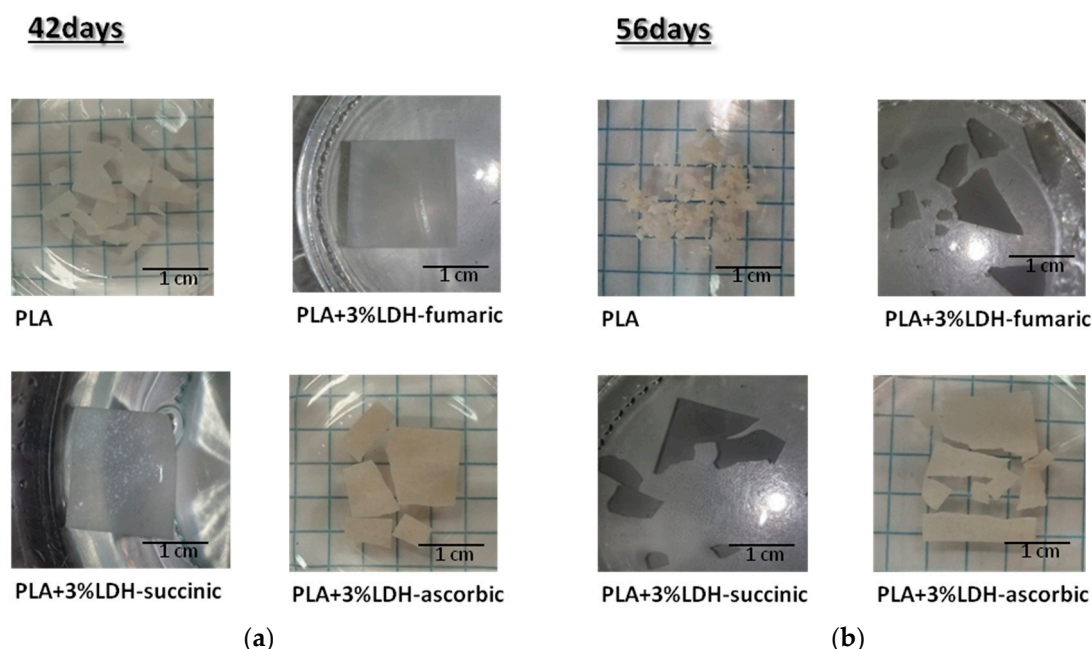 42days
56days
1 cm
1 cm
1 cm
1 cm
PLA
PLA+3%LDH-fumaric
PLA
PLA+3%LDH-fumaric
1 cm
1 cm
1 cm
1 cm
PLA+3%LDH-succinic
PLA+3%LDH-ascorbic
PLA+3%LDH-succinic
PLA+3%LDH-ascorbic
(a)
(b)